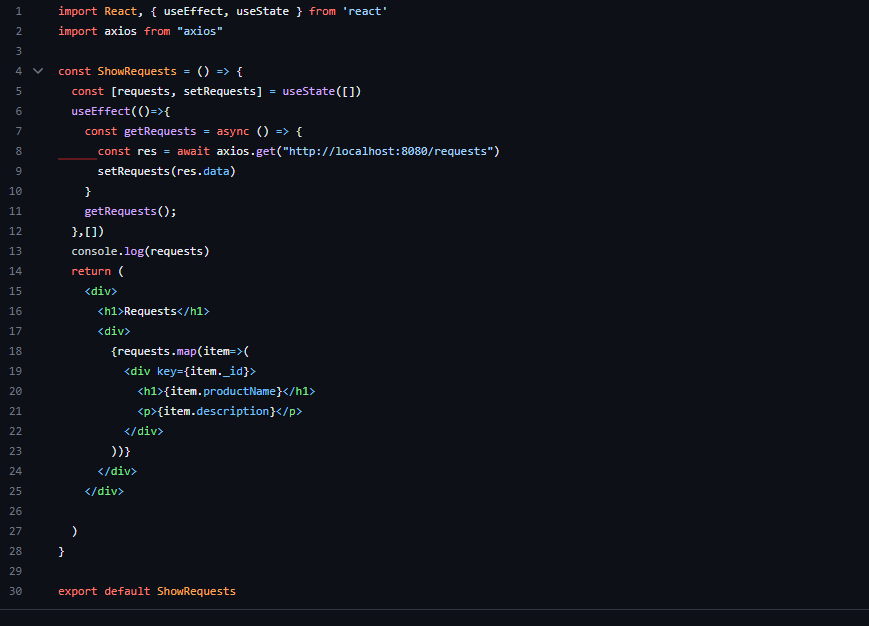 1 import React, { useEffect, useState } from 'react'
2 import axios from "axios"
3
4 const ShowRequests = () => {
5   const [requests, setRequests] = useState([])
6   useEffect(()=>{
7     const getRequests = async () => {
8       const res = await axios.get("http://localhost:8080/requests")
9       setRequests(res.data)
10     }
11     getRequests();
12   },[])
13   console.log(requests)
14   return (
15     <div>
16       <h1>Requests</h1>
17       <div>
18         {requests.map(item=>(
19           <div key={item._id}>
20             <h1>{item.productName}</h1>
21             <p>{item.description}</p>
22           </div>
23         ))}
24       </div>
25     </div>
26
27   )
28 }
29
30 export default ShowRequests